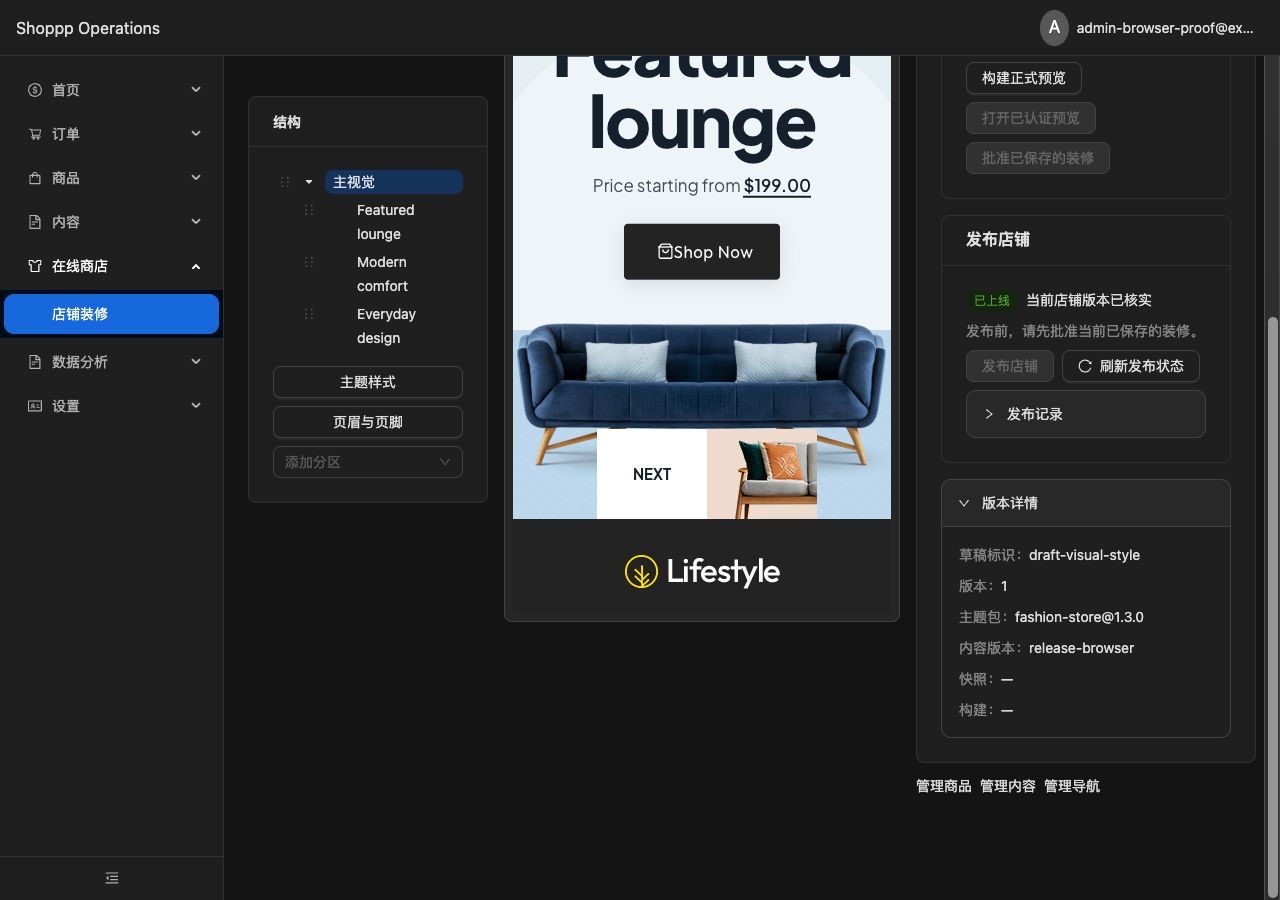 Shoppp Operations
A
admin-browser-proof@ex...
首页
订单
商品
内容
在线商店
店铺装修
数据分析
设置
结构
主视觉
Featured
lounge
Modern
comfort
Everyday
design
主题样式
页眉与页脚
添加分区
Featured
lounge
Price starting from $199.00
Shop Now
NEXT
Lifestyle
构建正式预览
打开已认证预览
批准已保存的装修
发布店铺
已上线 当前店铺版本已核实
发布前，请先批准当前已保存的装修。
发布店铺 刷新发布状态
发布记录
版本详情
草稿标识：draft-visual-style
版本：1
主题包：fashion-store@1.3.0
内容版本：release-browser
快照：—
构建：—
管理商品 管理内容 管理导航